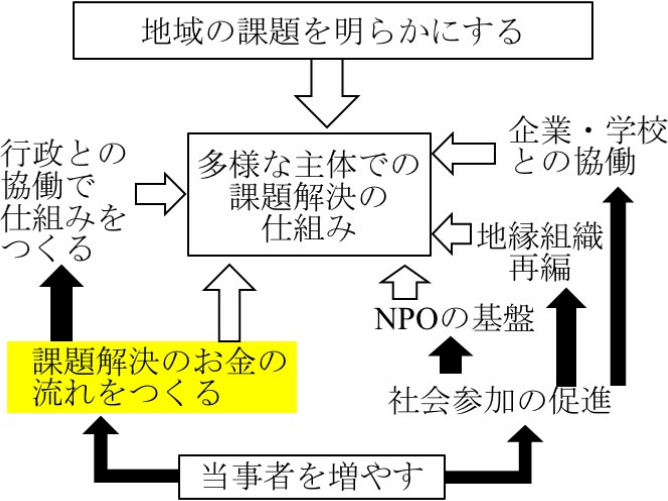 地域の課題を明らかにする
行政との
協働で
仕組みを
つくる
多様な主体での
課題解決の
仕組み
企業・学校
との協働
地縁組織
再編
NPOの基盤
課題解決のお金の
流れをつくる
社会参加の促進
当事者を増やす